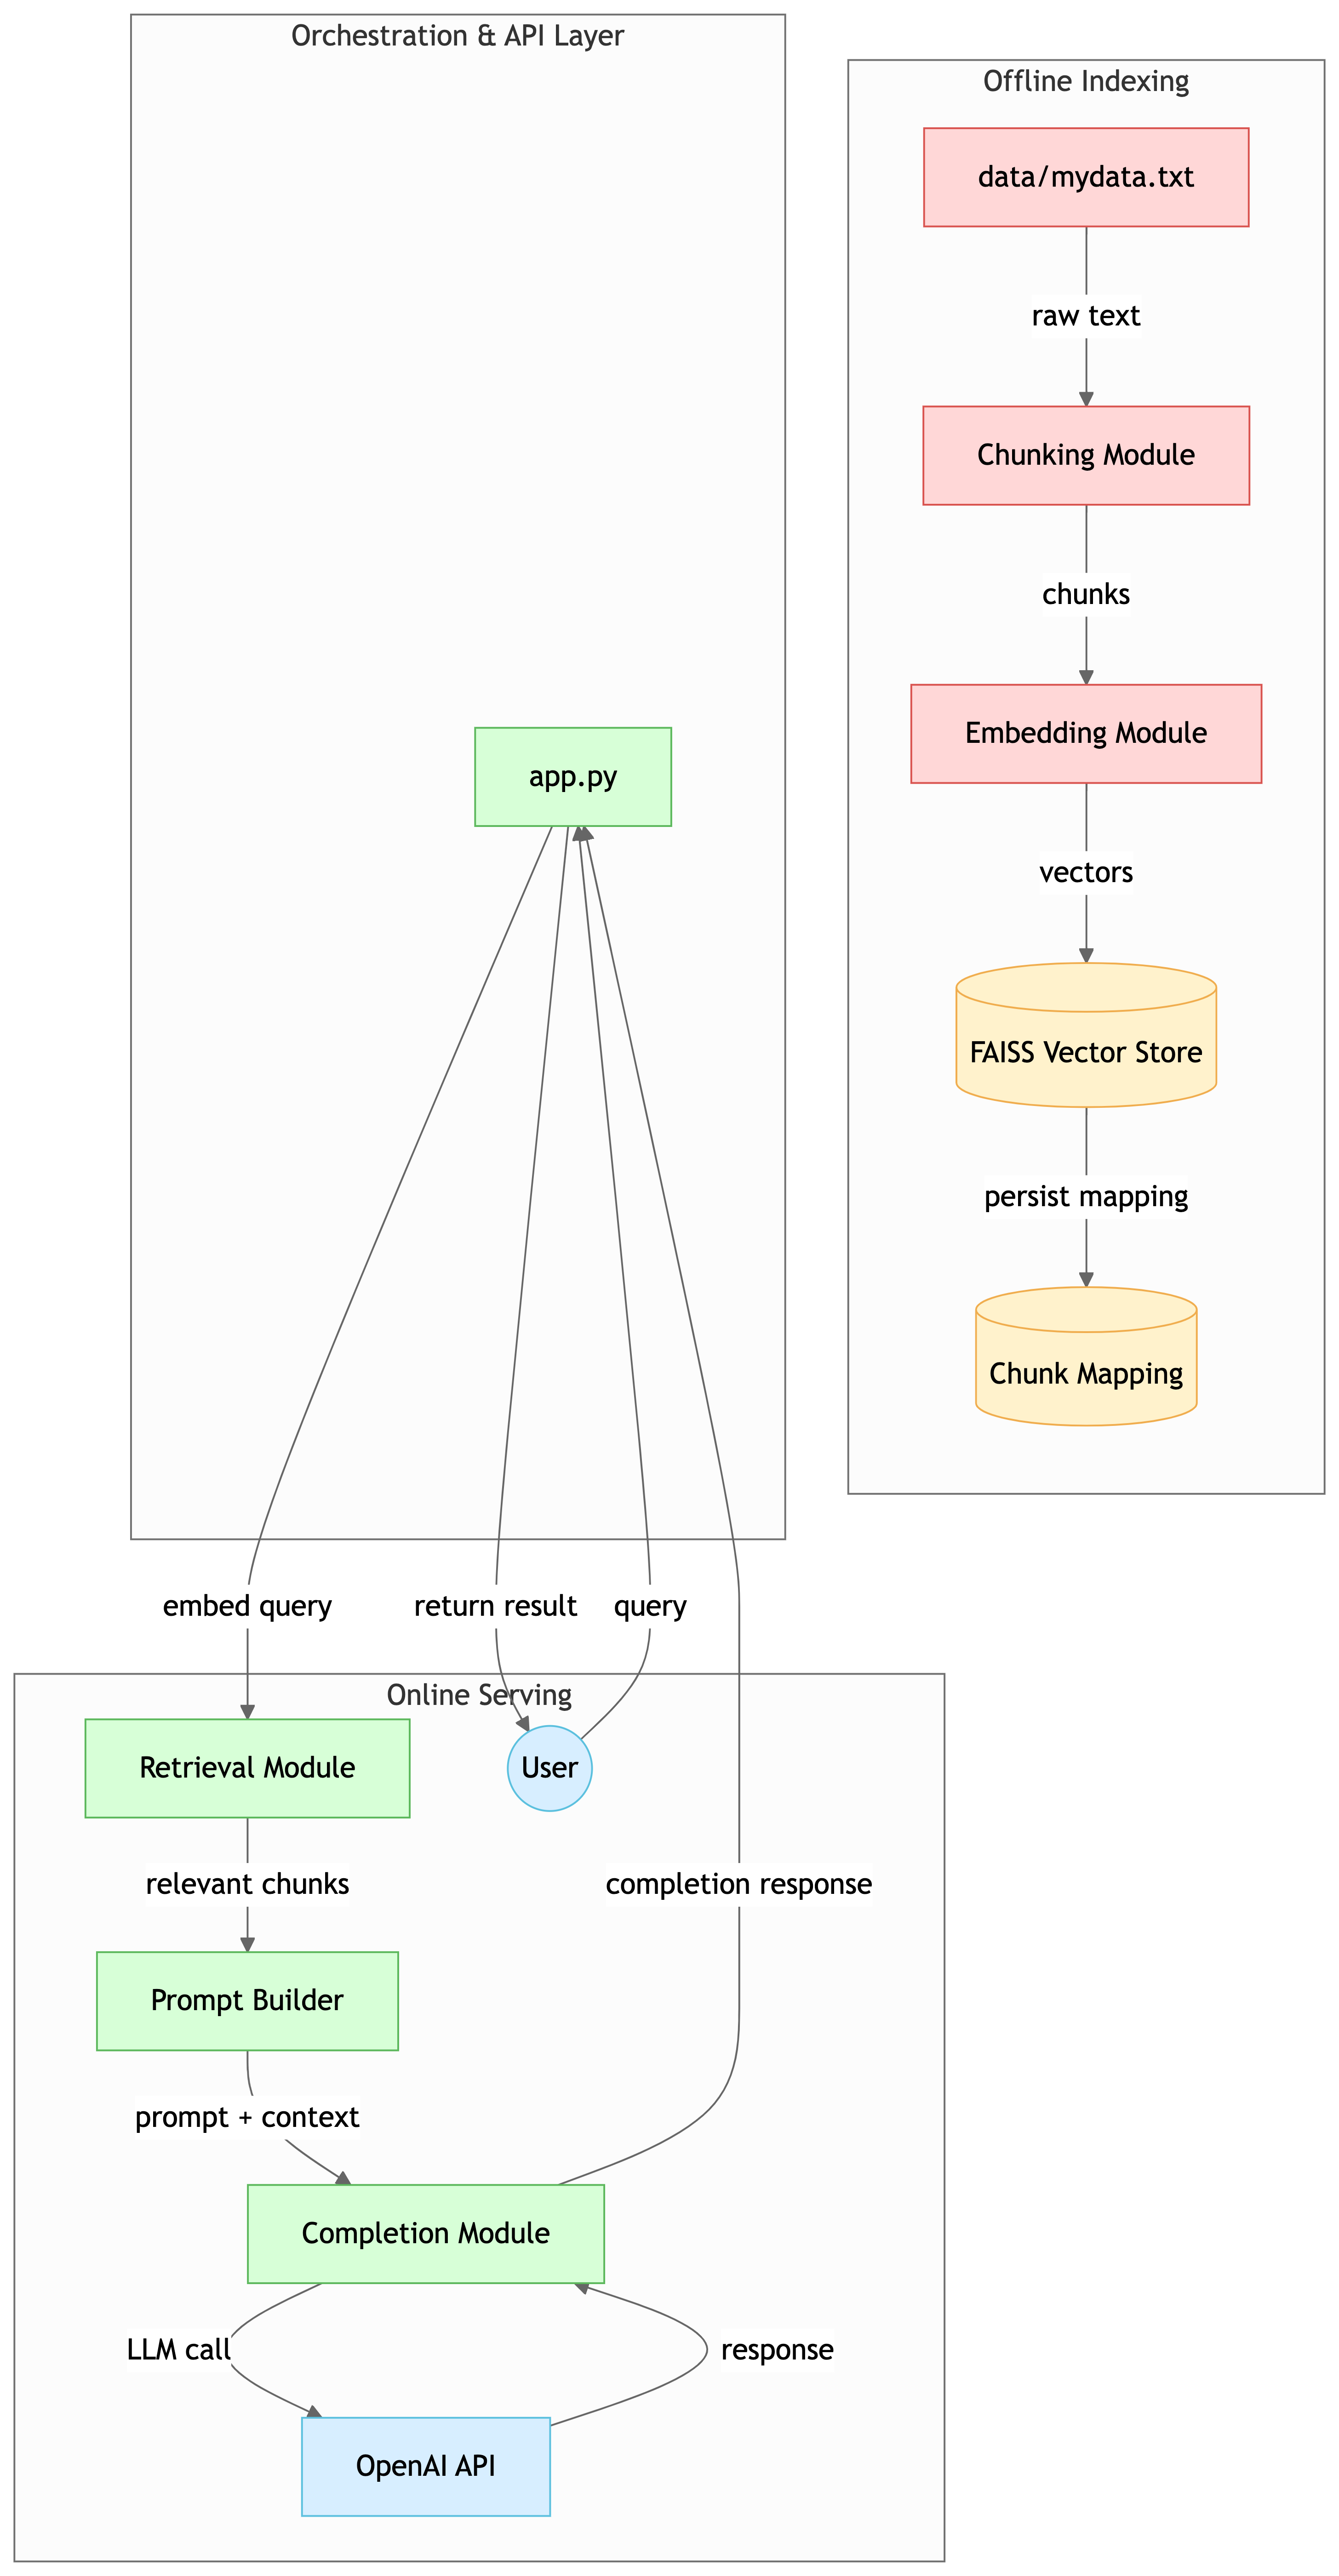 Orchestration & API Layer
app.py
Offline Indexing
data/mydata.txt
raw text
Chunking Module
chunks
Embedding Module
vectors
FAISS Vector Store
persist mapping
Chunk Mapping
embed query
return result
query
Online Serving
Retrieval Module
User
relevant chunks
completion response
Prompt Builder
prompt + context
Completion Module
LLM call
response
OpenAI API